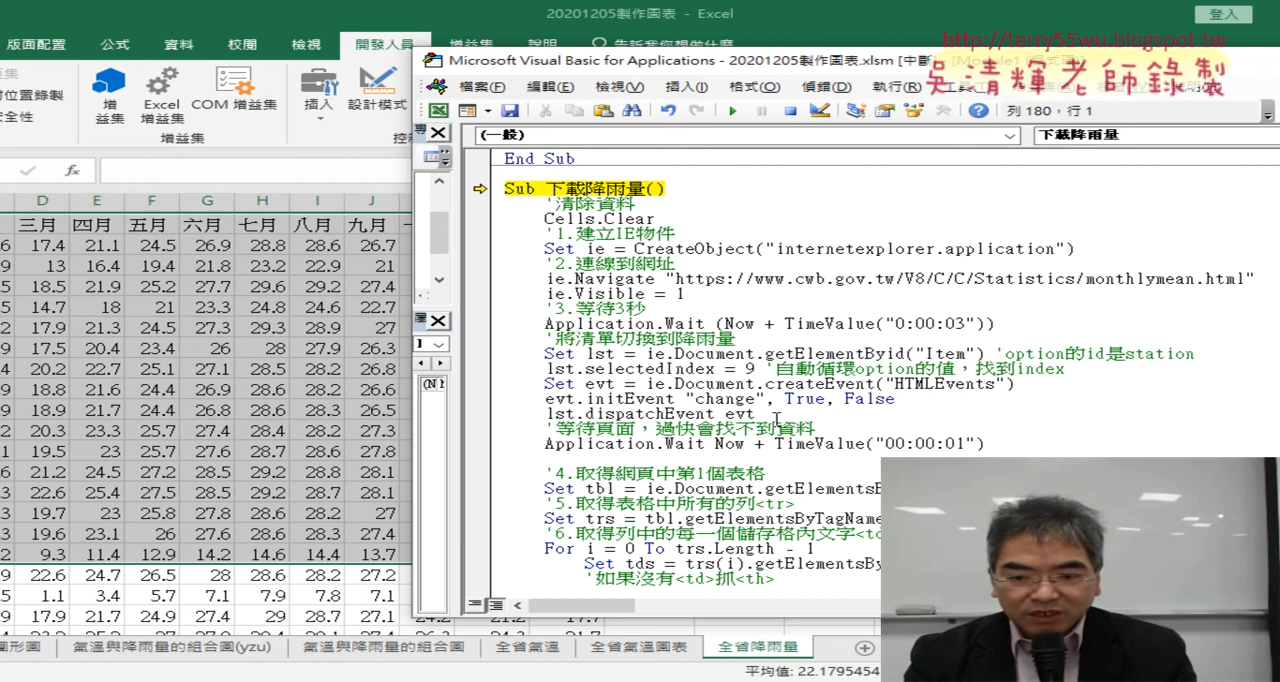 20201205製作圖表 - Excel
登入
版面配置 公式 資料 校閱 檢視 開發人員 增益集 說明 告訴我您想做什麼
http://terry55wu.blogspot.tw
吳清輝老師錄製
Microsoft Visual Basic for Applications - 20201205製作圖表.xlsm
檔案(F) 編輯(E) 檢視(V) 插入(I) 格式(O) 偵錯(D) 執行(R)
增益集 Excel 增益集 COM 增益集 插入 設計模式
增益集
列 180，行 1
(一般) 下載降雨量
End Sub
Sub 下載降雨量()
'清除資料
Cells.Clear
'1.建立IE物件
Set ie = CreateObject("internetexplorer.application")
'2.連線到網址
ie.Navigate "https://www.cwb.gov.tw/V8/C/C/Statistics/monthlymean.html"
ie.Visible = 1
'3.等待3秒
Application.Wait (Now + TimeValue("0:00:03"))
'將清單切換到降雨量
Set lst = ie.Document.getElementByid("Item") 'option的id是station
lst.selectedIndex = 9 '自動循環option的值，找到index
Set evt = ie.Document.createEvent("HTMLEvents")
evt.initEvent "change", True, False
lst.dispatchEvent evt
'等待頁面，過快會找不到資料
Application.Wait Now + TimeValue("00:00:01")
'4.取得網頁中第1個表格
Set tbl = ie.Document.getElementsB
'5.取得表格中所有的列<tr>
Set trs = tbl.getElementsByTagName
'6.取得列中的每一個儲存格內文字<td
For i = 0 To trs.Length - 1
Set tds = trs(i).getElementsBy
'如果沒有<td>抓<th>
D E F G H I J
三月 四月 五月 六月 七月 八月 九月
17.4 21.1 24.5 26.9 28.8 28.6 26.7
13 16.4 19.4 21.8 23.2 22.9 21
18.5 21.9 25.2 27.7 29.6 29.2 27.4
14.7 18 21 23.3 24.8 24.6 22.7
17.9 21.3 24.5 27.3 29.3 28.9 27
17.5 20.4 23.4 26 28 27.9 26.3
20.2 22.7 25.1 27.1 28.5 28.2 26.8
18.8 21.6 24.4 26.9 28.6 28.2 26.6
18.9 21.7 24.4 26.8 28.6 28.3 26.5
20.3 23.3 25.7 27.4 28.4 28.2 27.4
19.5 23 25.7 27.6 28.7 28.6 27.8
21.2 24.5 27.2 28.5 29.2 28.8 28.1
22.6 25.4 27.5 28.5 29.2 28.7 28.1
19.7 23 25.8 27.8 28.6 28.2 27
19.6 23.1 26 27.6 28.6 28.2 27.4
9.3 11.4 12.9 14.2 14.6 14.4 13.7
22.6 24.7 26.5 28 28.6 28.2 27.2
1.1 3.4 5.7 7.1 7.9 7.8 7.1
17.9 21.7 24.9 27.4 29 28.7 26.9
氣溫與降雨量的組合圖(yzu) 氣溫與降雨量的組合圖 全省氣溫 全省氣溫圖表 全省降雨量
平均值: 22.1795454